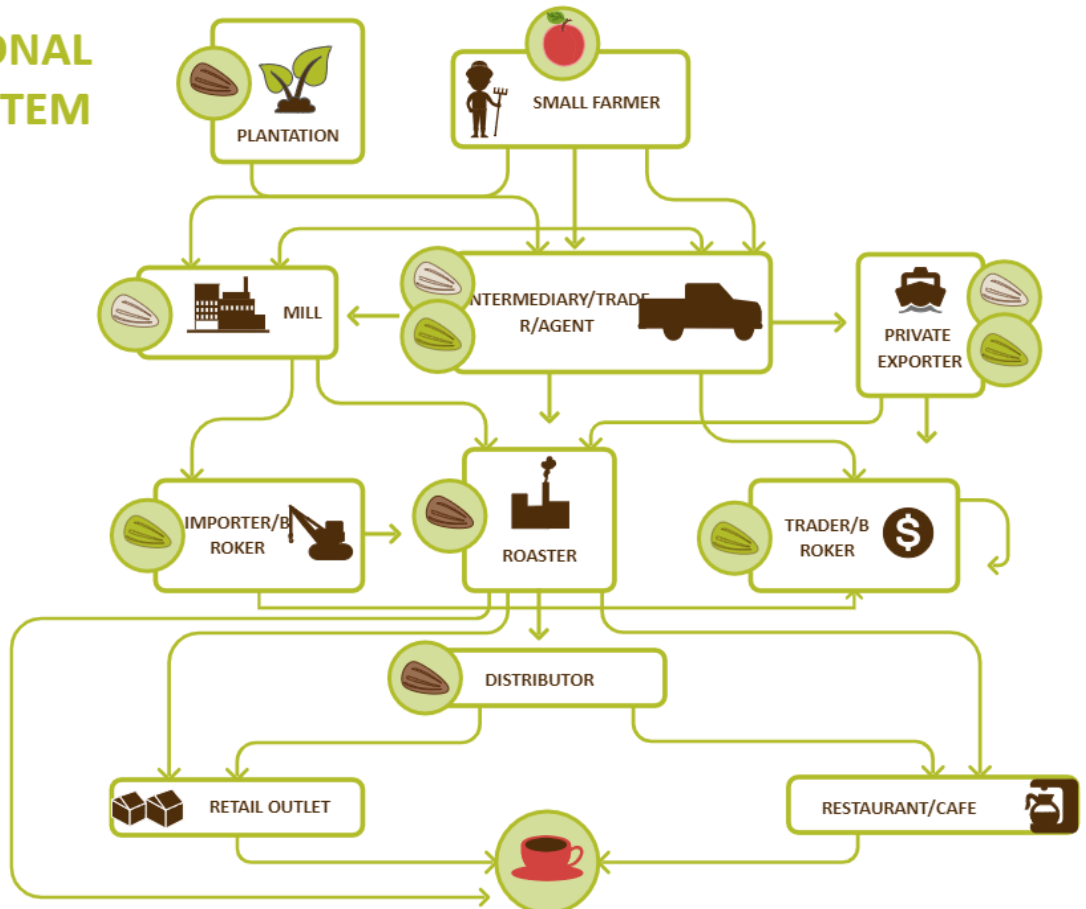 ONAL
TEM
PLANTATION
SMALL FARMER
MILL
INTERMEDIARY/TRADE
R/AGENT
PRIVATE
EXPORTER
IMPORTER/B
ROKER
ROASTER
TRADER/B
ROKER
$
DISTRIBUTOR
RETAIL OUTLET
RESTAURANT/CAFE